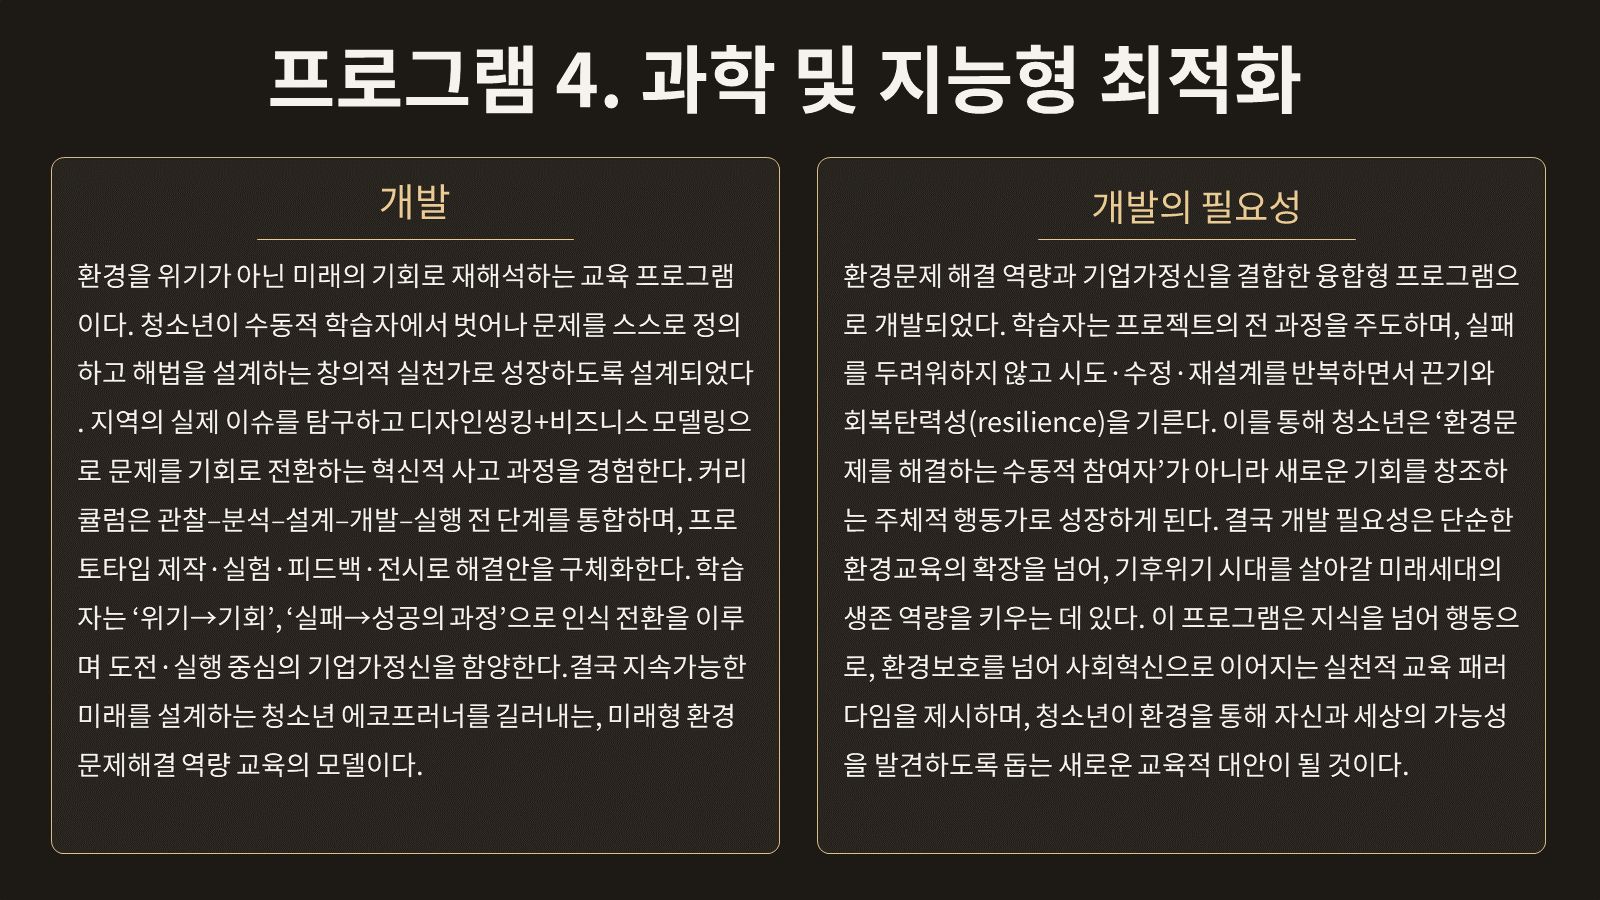 프로그램 4. 과학 및 지능형 최적화
개발
환경을 위기가 아닌 미래의 기회로 재해석하는 교육 프로그램
이다. 청소년이 수동적 학습자에서 벗어나 문제를 스스로 정의
하고 해법을 설계하는 창의적 실천가로 성장하도록 설계되었다
. 지역의 실제 이슈를 탐구하고 디자인씽킹+비즈니스 모델링으
로 문제를 기회로 전환하는 혁신적 사고 과정을 경험한다. 커리
큘럼은 관찰–분석–설계–개발–실행 전 단계를 통합하며, 프로
토타입 제작·실험·피드백·전시로 해결안을 구체화한다. 학습
자는 ‘위기→기회’, ‘실패→성공의 과정’으로 인식 전환을 이루
며 도전·실행 중심의 기업가정신을 함양한다.결국 지속가능한
미래를 설계하는 청소년 에코프러너를 길러내는, 미래형 환경
문제해결 역량 교육의 모델이다.
개발의 필요성
환경문제 해결 역량과 기업가정신을 결합한 융합형 프로그램으
로 개발되었다. 학습자는 프로젝트의 전 과정을 주도하며, 실패
를 두려워하지 않고 시도·수정·재설계를 반복하면서 끈기와
회복탄력성(resilience)을 기른다. 이를 통해 청소년은 ‘환경문
제를 해결하는 수동적 참여자’가 아니라 새로운 기회를 창조하
는 주체적 행동가로 성장하게 된다. 결국 개발 필요성은 단순한
환경교육의 확장을 넘어, 기후위기 시대를 살아갈 미래세대의
생존 역량을 키우는 데 있다. 이 프로그램은 지식을 넘어 행동으
로, 환경보호를 넘어 사회혁신으로 이어지는 실천적 교육 패러
다임을 제시하며, 청소년이 환경을 통해 자신과 세상의 가능성
을 발견하도록 돕는 새로운 교육적 대안이 될 것이다.